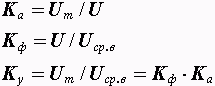 Kа = Um / U
Kф = U / Uср.в
Kу = Um / Uср.в = Kф · Kа